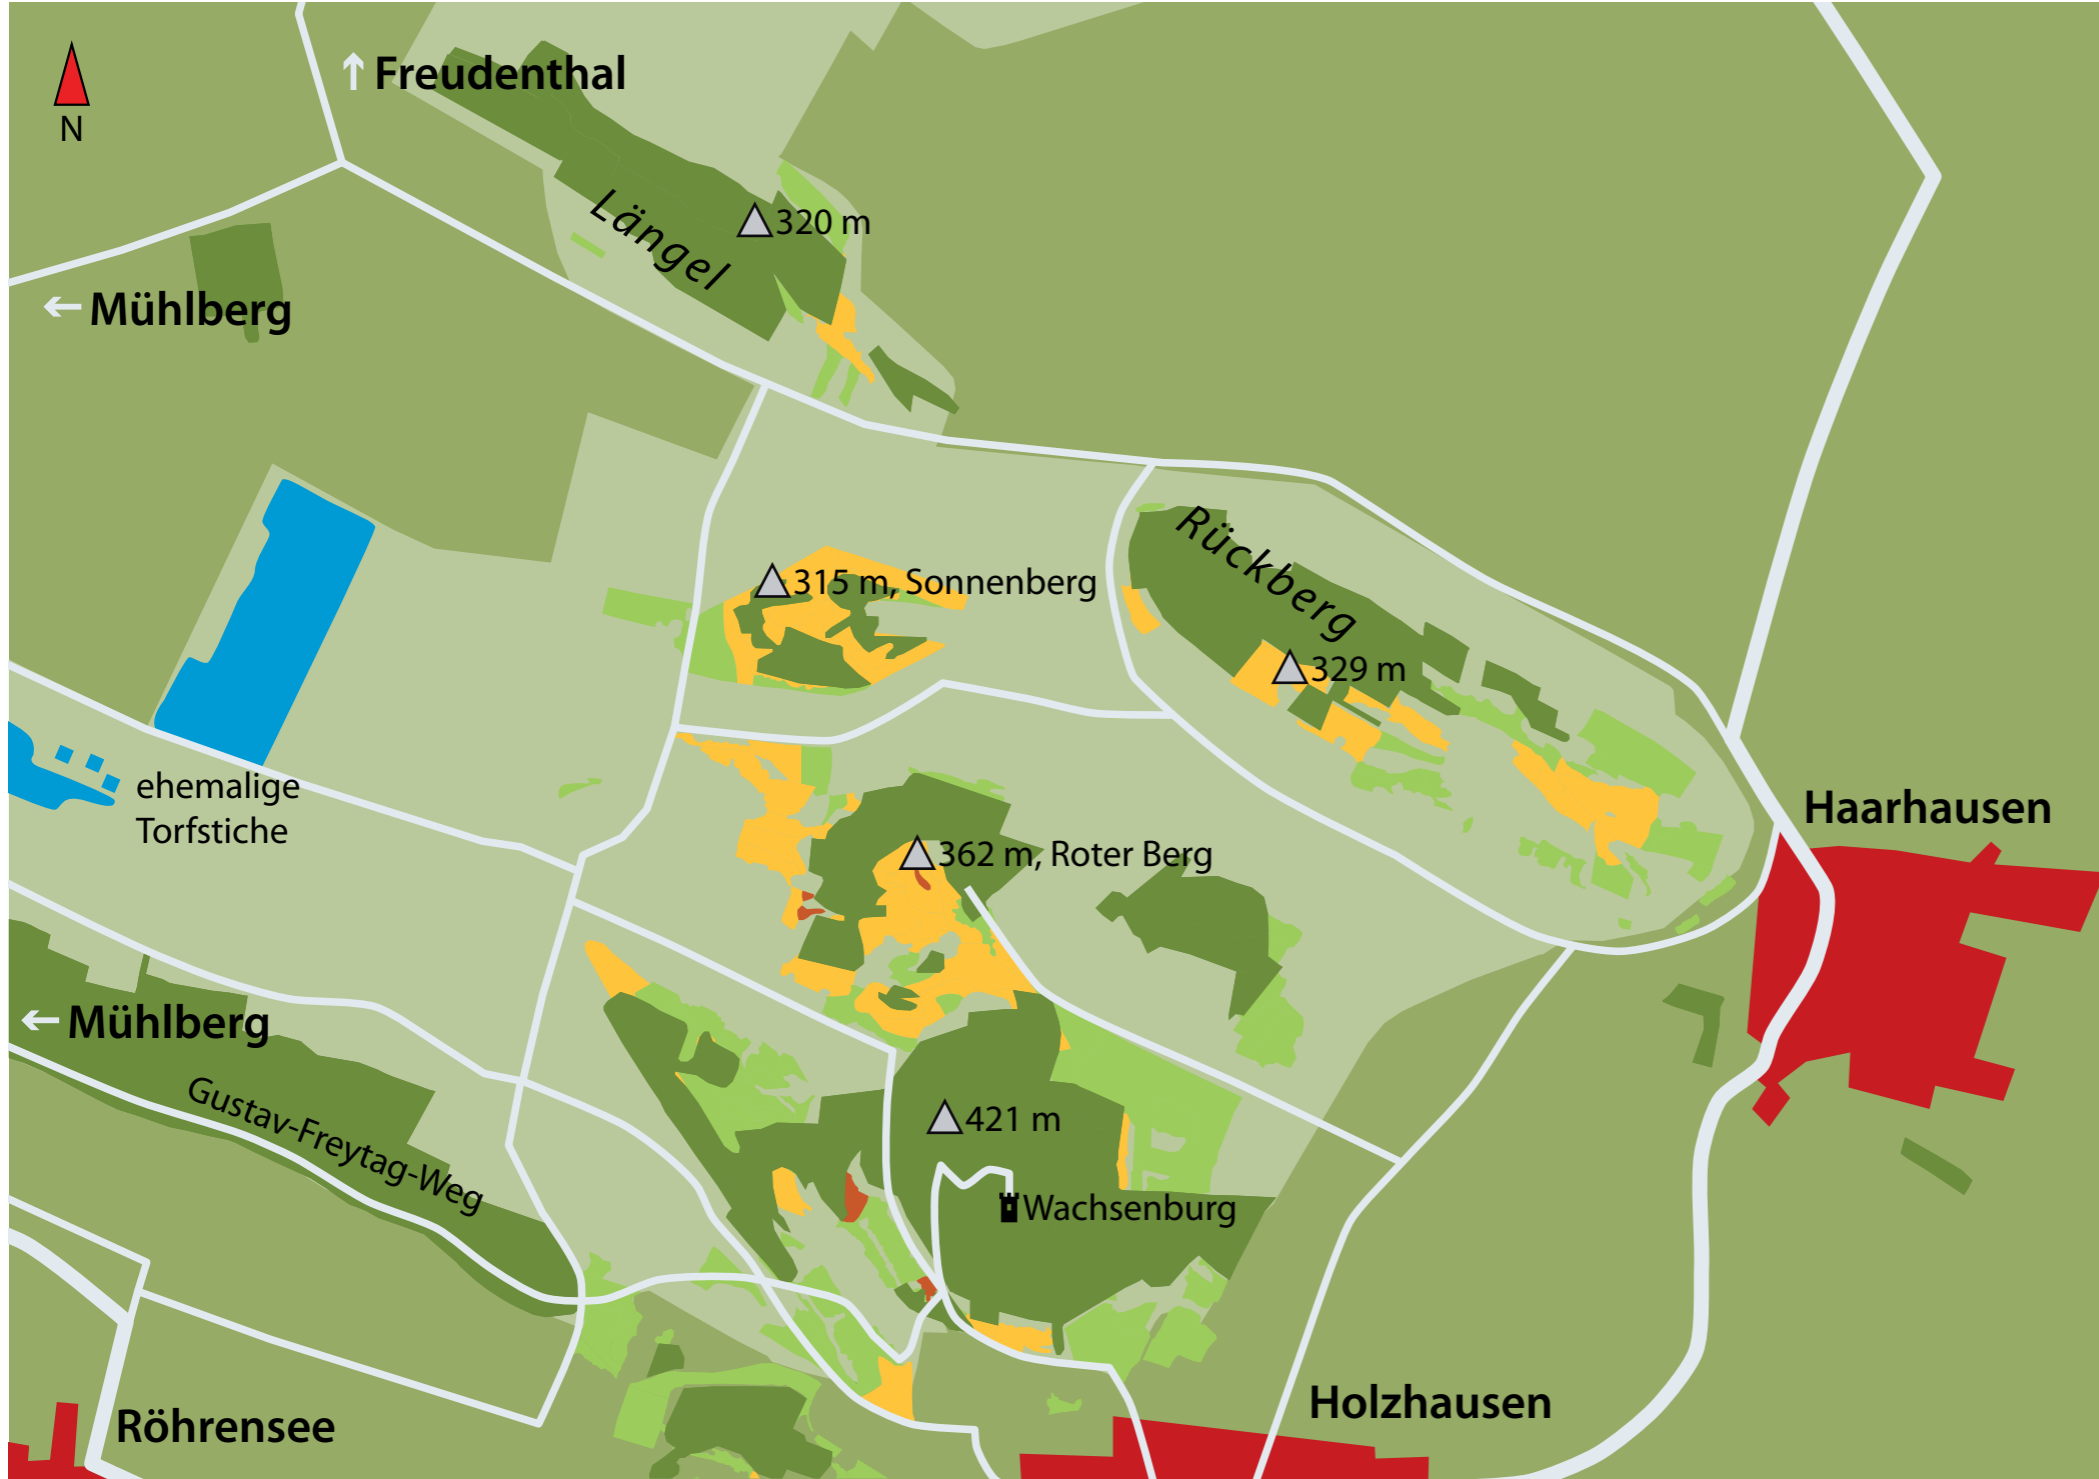 ↑ Freudenthal
N
320 m
Längel
← Mühlberg
Rückberg
315 m, Sonnenberg
329 m
ehemalige
Torfstiche
Haarhausen
362 m, Roter Berg
← Mühlberg
Gustav-Freytag-Weg
421 m
Wachsenburg
Holzhausen
Röhrensee